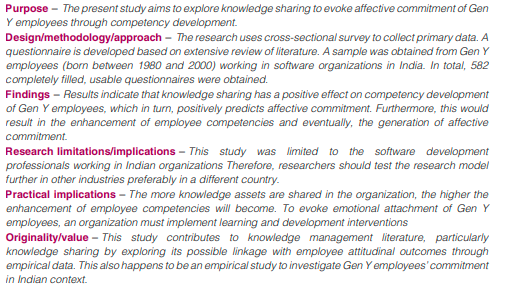 Purpose – The present study aims to explore knowledge sharing to evoke affective commitment of Gen
Y employees through competency development.
Design/methodology/approach – The research uses cross-sectional survey to collect primary data. A
questionnaire is developed based on extensive review of literature. A sample was obtained from Gen Y
employees (born between 1980 and 2000) working in software organizations in India. In total, 582
completely filled, usable questionnaires were obtained.
Findings – Results indicate that knowledge sharing has a positive effect on competency development
of Gen Y employees, which in turn, positively predicts affective commitment. Furthermore, this would
result in the enhancement of employee competencies and eventually, the generation of affective
commitment.
Research limitations/implications – This study was limited to the software development
professionals working in Indian organizations Therefore, researchers should test the research model
further in other industries preferably in a different country.
Practical implications – The more knowledge assets are shared in the organization, the higher the
enhancement of employee competencies will become. To evoke emotional attachment of Gen Y
employees, an organization must implement learning and development interventions
Originality/value – This study contributes to knowledge management literature, particularly
knowledge sharing by exploring its possible linkage with employee attitudinal outcomes through
empirical data. This also happens to be an empirical study to investigate Gen Y employees' commitment
in Indian context.